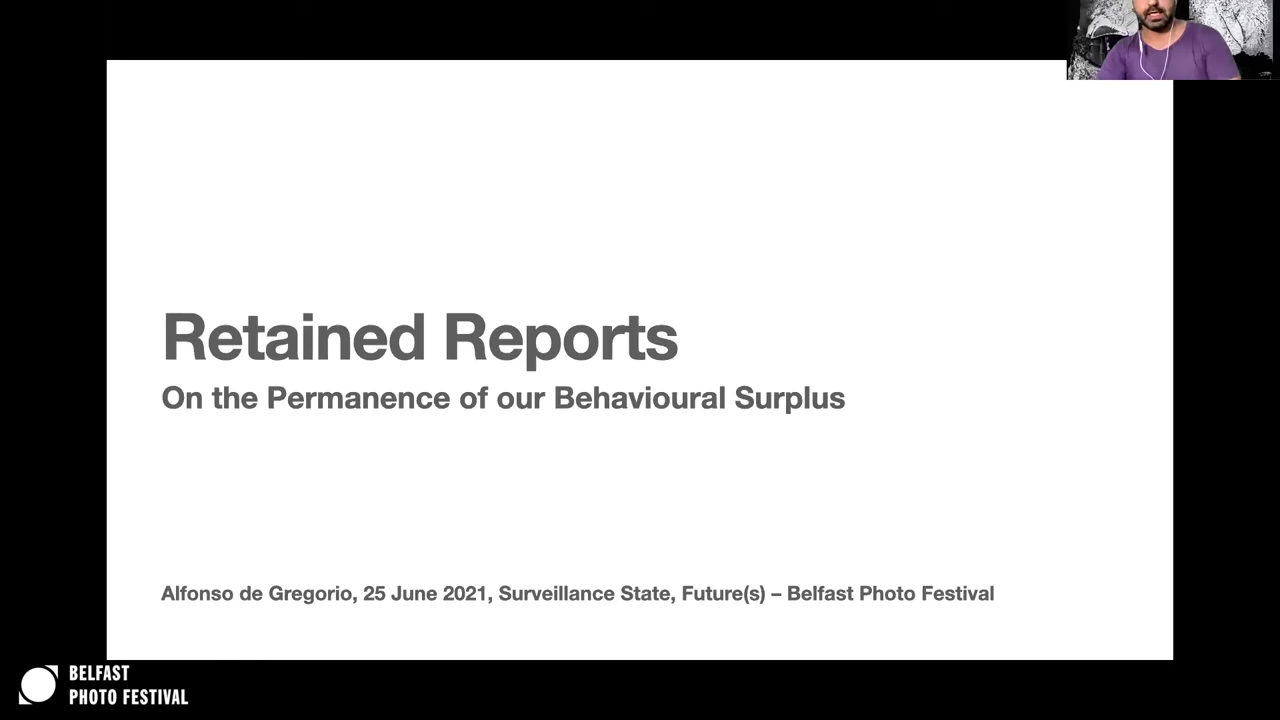 Retained Reports
On the Permanence of our Behavioural Surplus
Alfonso de Gregorio, 25 June 2021, Surveillance State, Future(s) – Belfast Photo Festival
BELFAST
PHOTO FESTIVAL